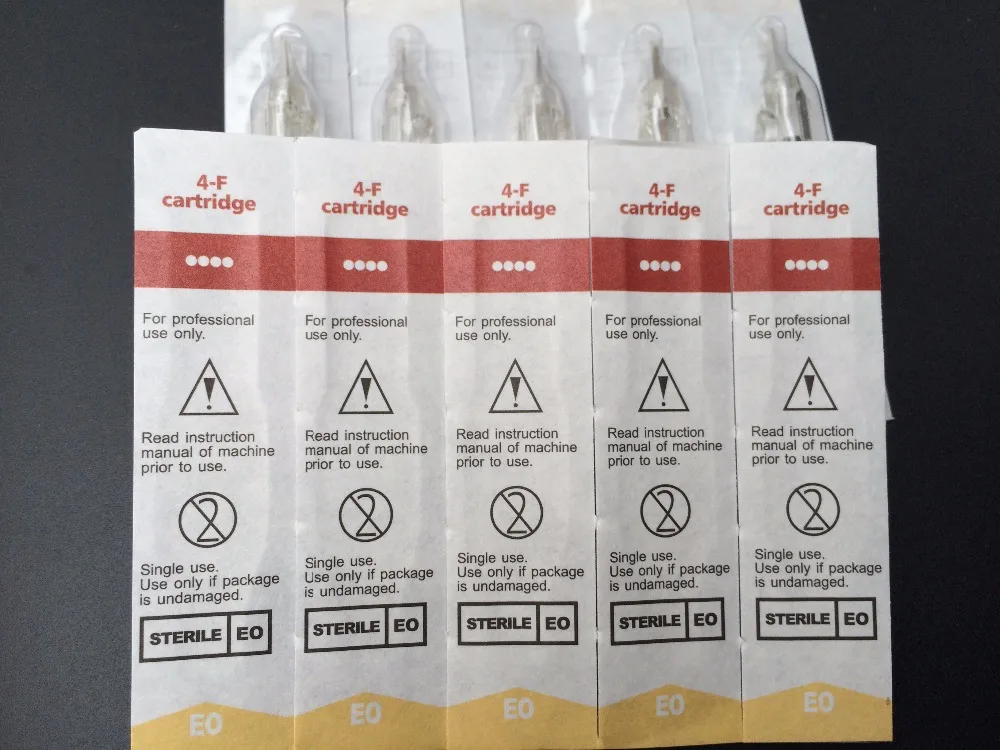 4-F
cartridge
For professional
use only.
Read instruction
manual of machine
prior to use.
2
Single use.
Use only if package
is undamaged.
STERILE EO
EO
4-F
cartridge
For professional
use only.
Read instruction
manual of machine
prior to use.
2
Single use.
Use only if package
is undamaged.
STERILE EO
EO
4-F
cartridge
For professional
use only.
Read instruction
manual of machine
prior to use.
2
Single use.
Use only if package
is undamaged.
STERILE EO
EO
4-F
cartridge
For professional
use only.
Read instruction
manual of machine
prior to use.
2
Single use.
Use only if package
is undamaged.
STERILE EO
EO
4-F
cartridge
For professional
use only.
Read instruction
manual of machine
prior to use.
2
Single use.
Use only if package
is undamaged.
STERILE EO
EO